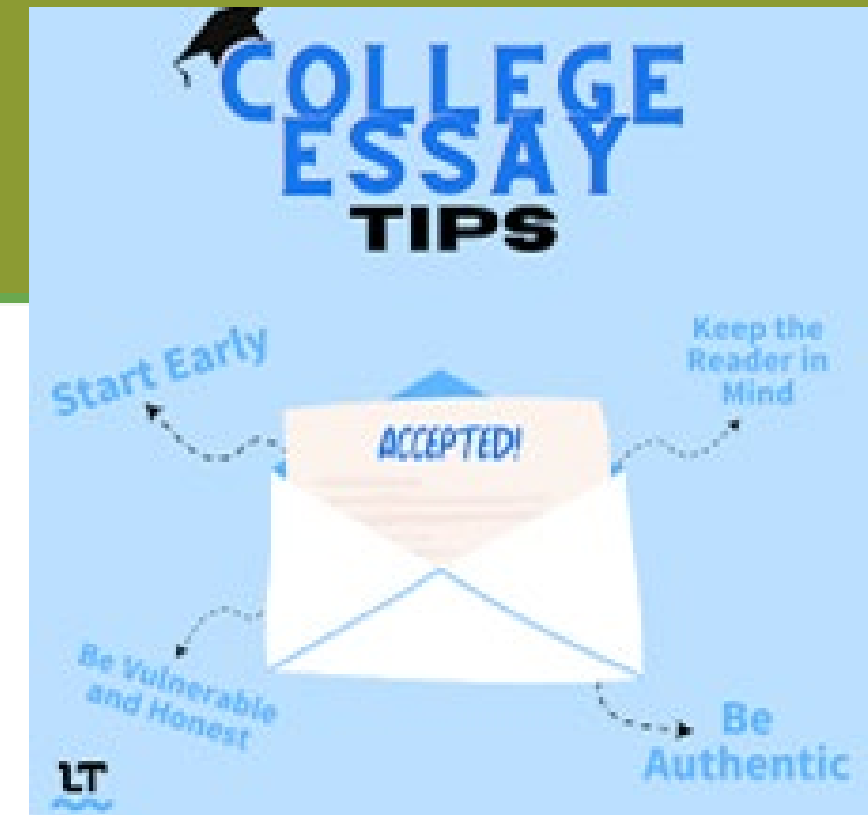 COLLEGE
ESSAY
TIPS
Start Early
Keep the
Reader in
Mind
ACCEPTED!
Be Vulnerable
and Honest
Be
Authentic
LT